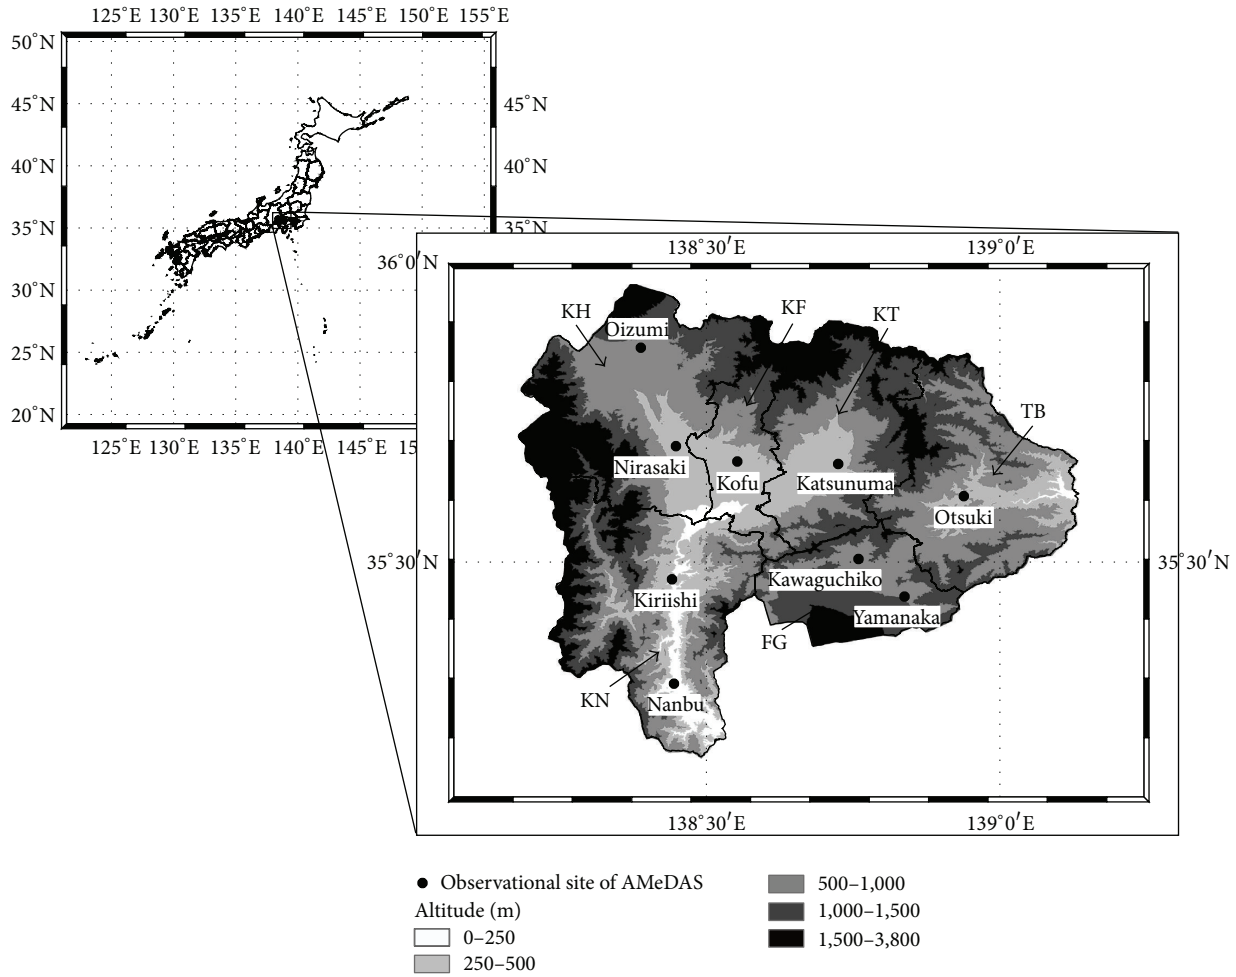 125°E 130°E 135°E 140°E 145°E 150°E 155°E
50°N
45°N 45°N
40°N 40°N
35°N 35°N
30°N
25°N
20°N
125°E 130°E 135°E 140°E 145°E 15
138°30′E 139°0′E
36°0′N
KH KF KT
Oizumi
TB
Nirasaki Kofu Katsunuma
Otsuki
35°30′N 35°30′N
Kawaguchiko
Kiriishi
Yamanaka
FG
KN Nanbu
138°30′E 139°0′E
Observational site of AMeDAS
Altitude (m)
0–250
250–500
500–1,000
1,000–1,500
1,500–3,800